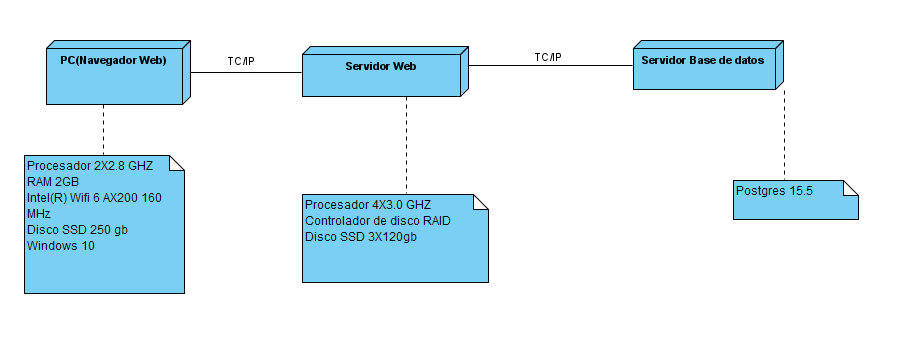 PC(Navegador Web)
TC/IP
Servidor Web
TC/IP
Servidor Base de datos
Procesador 2X2.8 GHZ
RAM 2GB
Intel(R) Wifi 6 AX200 160
MHz
Disco SSD 250 gb
Windows 10
Procesador 4X3.0 GHZ
Controlador de disco RAID
Disco SSD 3X120gb
Postgres 15.5